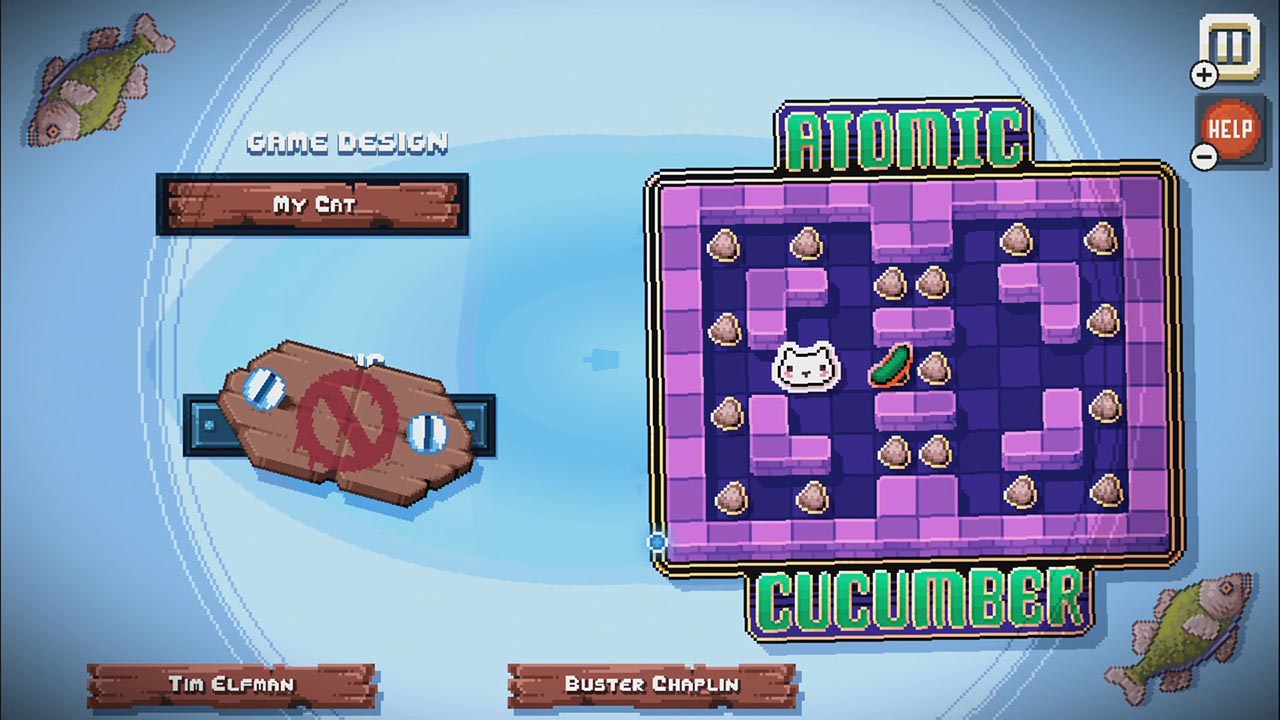 HELP
GAME DESIGN
My Cat
ATOMIC
CUCUMBER
Tim Elfman
Buster Chaplin